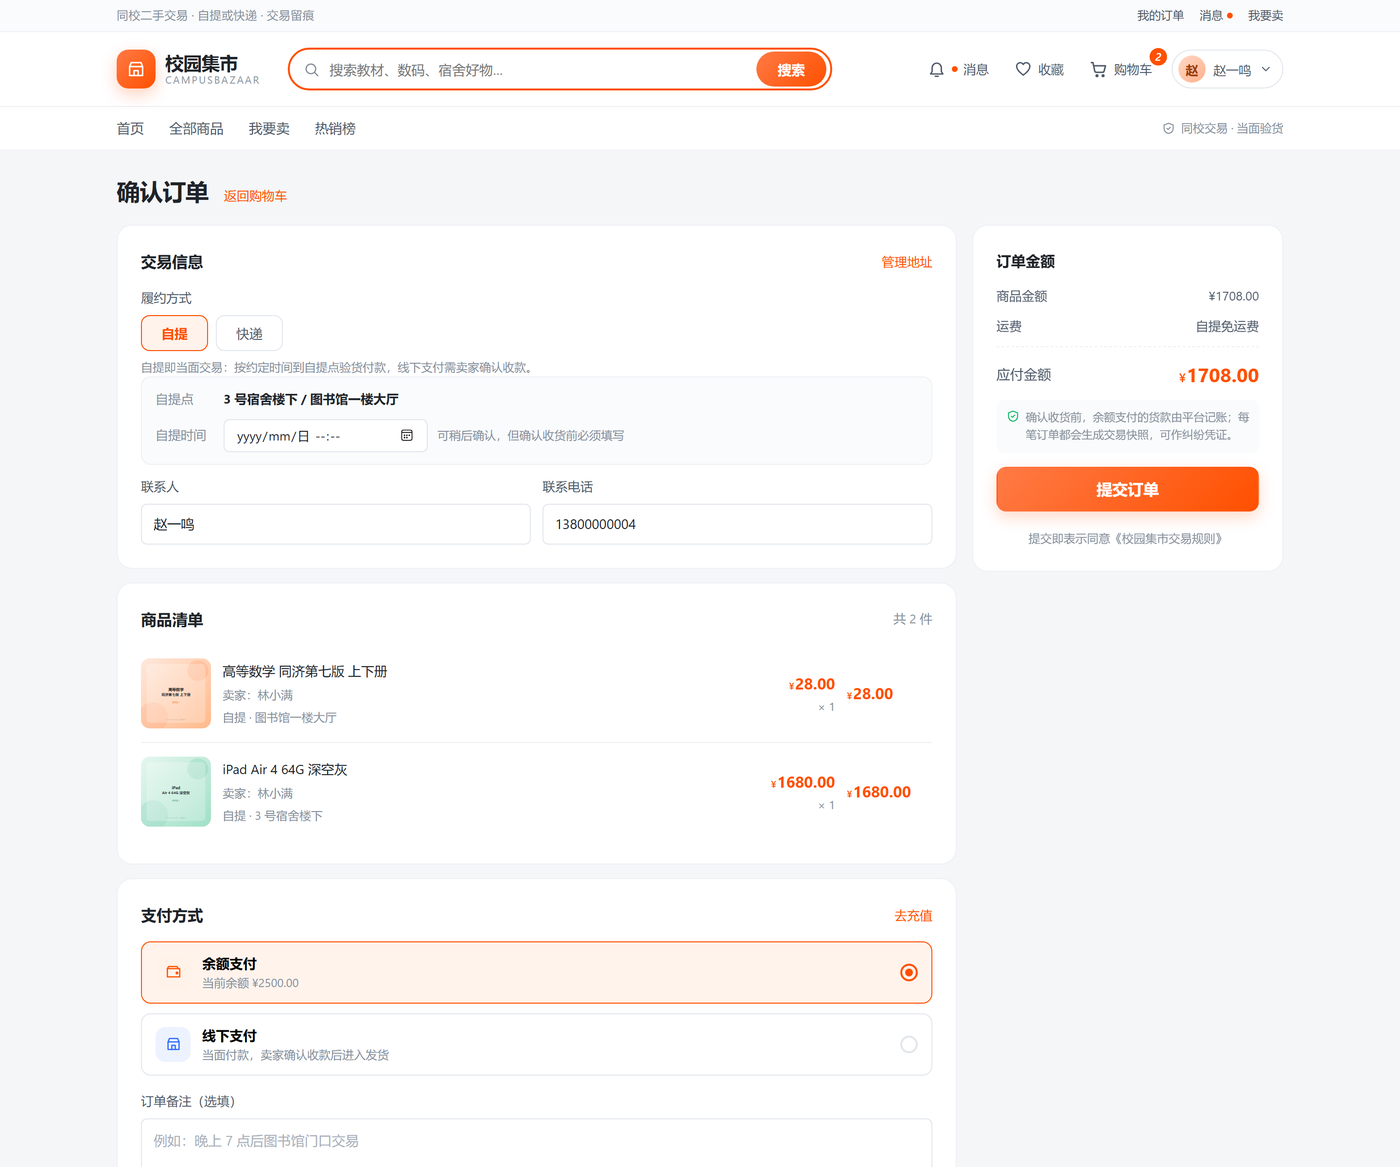 同校二手交易 · 自提或快递 · 交易留痕
我的订单 消息 我要卖
校园集市
CAMPUSBAZAAR
搜索教材、数码、宿舍好物...
搜索
消息
收藏
购物车
2
赵
赵一鸣
首页 全部商品 我要卖 热销榜
同校交易 · 当面验货
确认订单 返回购物车
交易信息
管理地址
履约方式
自提
快递
自提即当面交易：按约定时间到自提点验货付款，线下支付需卖家确认收款。
自提点 3 号宿舍楼下 / 图书馆一楼大厅
自提时间 yyyy/mm/日 --:-- 可稍后确认，但确认收货前必须填写
联系人
赵一鸣
联系电话
13800000004
订单金额
商品金额 ¥1708.00
运费 自提免运费
应付金额 ¥1708.00
确认收货前，余额支付的货款由平台记账；每
笔订单都会生成交易快照，可作纠纷凭证。
提交订单
提交即表示同意《校园集市交易规则》
商品清单
共 2 件
高等数学
同济第七版 上下册
高等数学 同济第七版 上下册
卖家：林小满
自提 · 图书馆一楼大厅
¥28.00
× 1
¥28.00
iPad
Air 4 64G 深空灰
iPad Air 4 64G 深空灰
卖家：林小满
自提 · 3 号宿舍楼下
¥1680.00
× 1
¥1680.00
支付方式
去充值
余额支付
当前余额 ¥2500.00
线下支付
当面付款，卖家确认收款后进入发货
订单备注（选填）
例如：晚上 7 点后图书馆门口交易